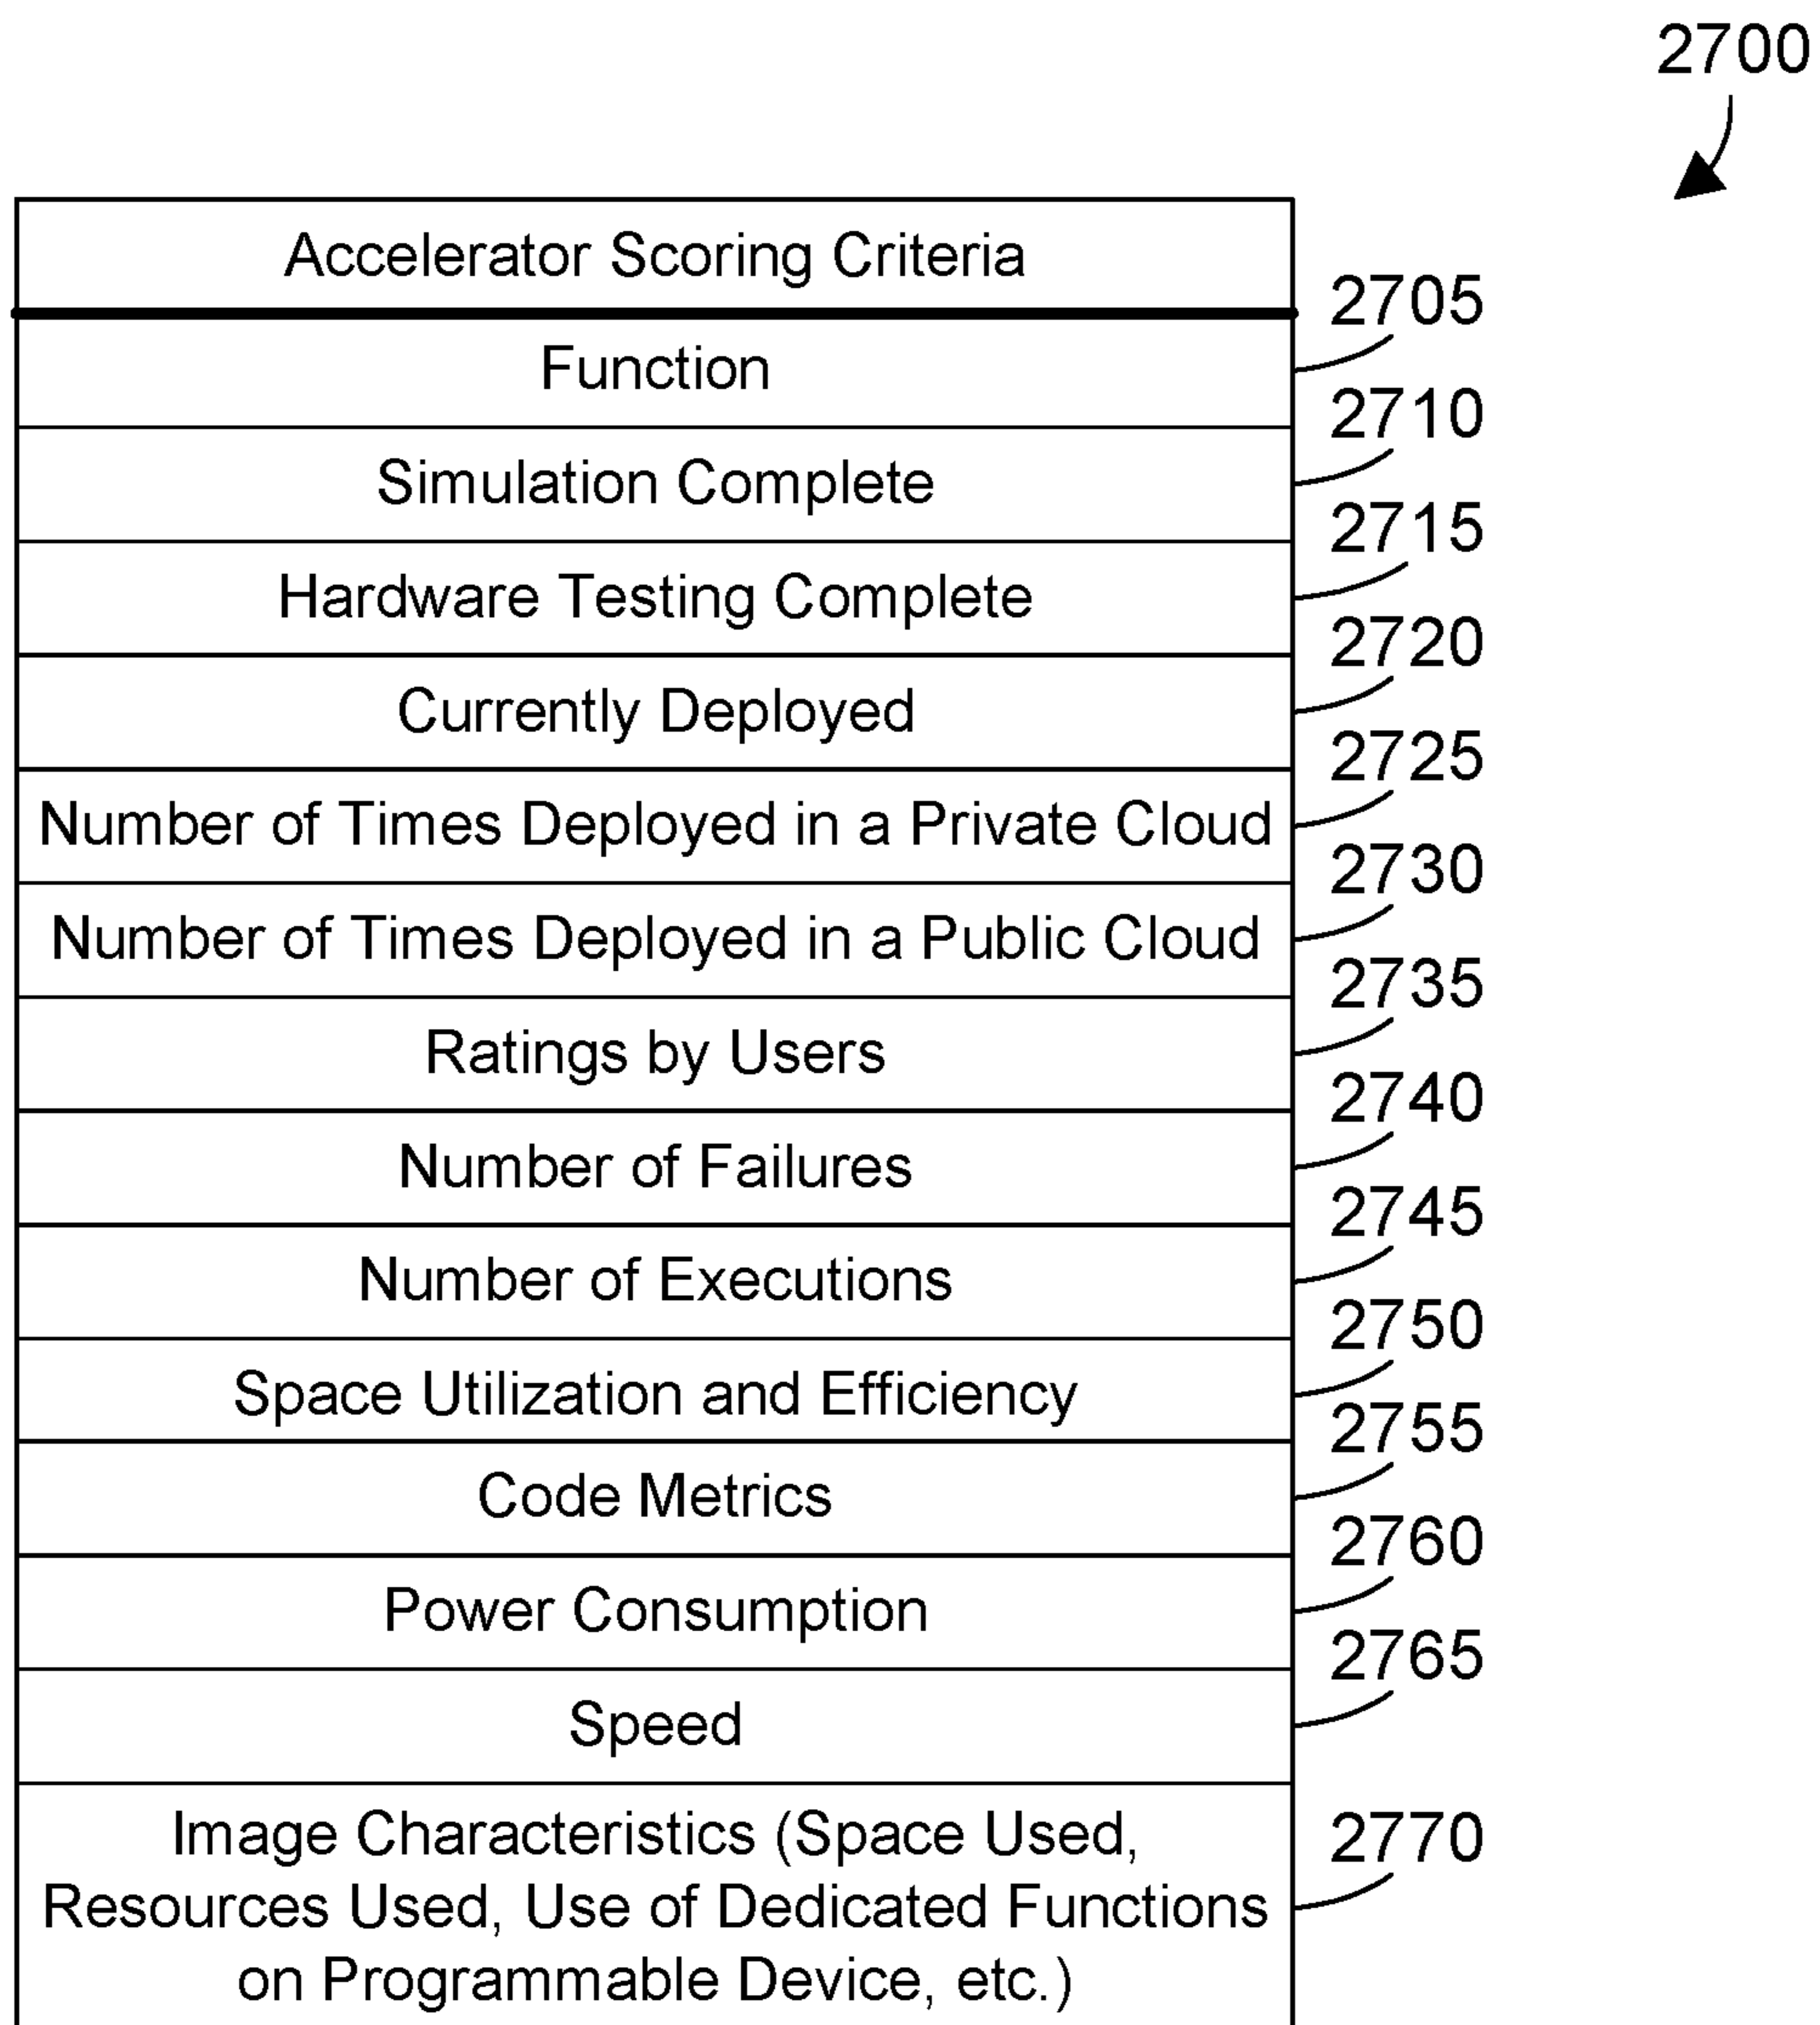 2700
Accelerator Scoring Criteria
2705
Function
2710
Simulation Complete
2715
Hardware Testing Complete
2720
Currently Deployed
2725
Number of Times Deployed in a Private Cloud
2730
Number of Times Deployed in a Public Cloud
2735
Ratings by Users
2740
Number of Failures
2745
Number of Executions
2750
Space Utilization and Efficiency
2755
Code Metrics
2760
Power Consumption
2765
Speed
2770
Image Characteristics (Space Used,
Resources Used, Use of Dedicated Functions
on Programmable Device, etc.)